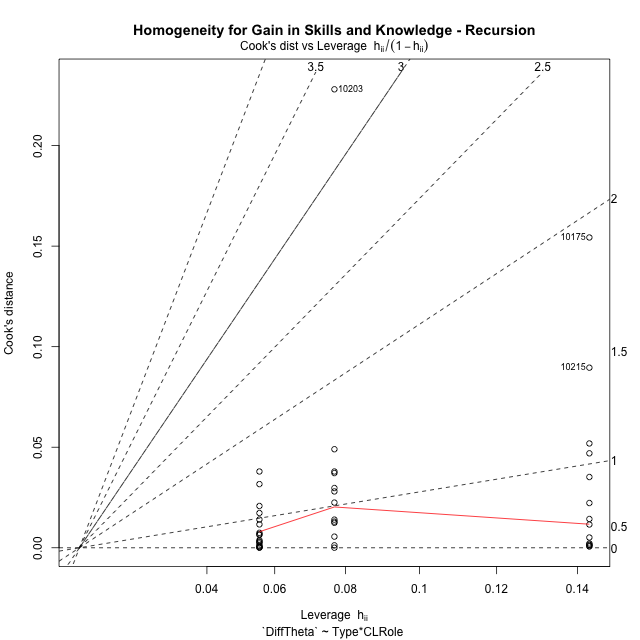 Homogeneity for Gain in Skills and Knowledge - Recursion
Cook's dist vs Leverage hii/(1 − hii)
3.5 3 2.5
10203
0.20
2
0.15
10175
0.10
1.5
10215
0.05
1
0.5
0.00
0
Cook's distance
0.04 0.06 0.08 0.1 0.12 0.14
Leverage hii
`DiffTheta` ~ Type*CLRole